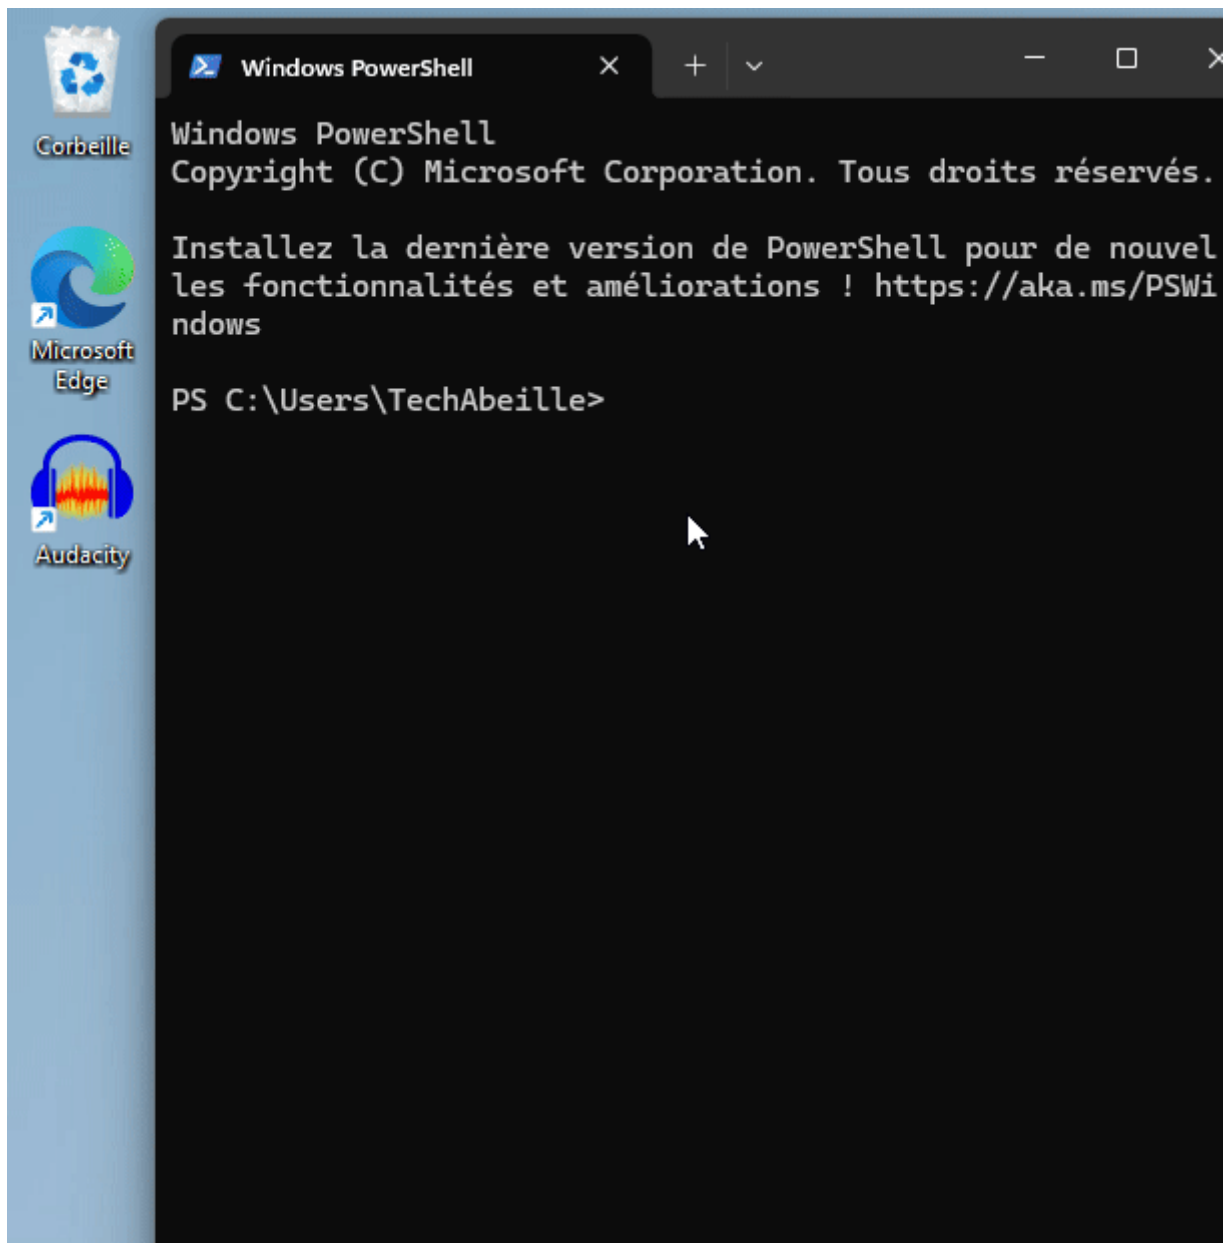 Corbeille
Microsoft
Edge
Audacity
Windows PowerShell
Windows PowerShell
Copyright (C) Microsoft Corporation. Tous droits réservés.
Installez la dernière version de PowerShell pour de nouvel
les fonctionnalités et améliorations ! https://aka.ms/PSWi
ndows
PS C:\Users\TechAbeille>